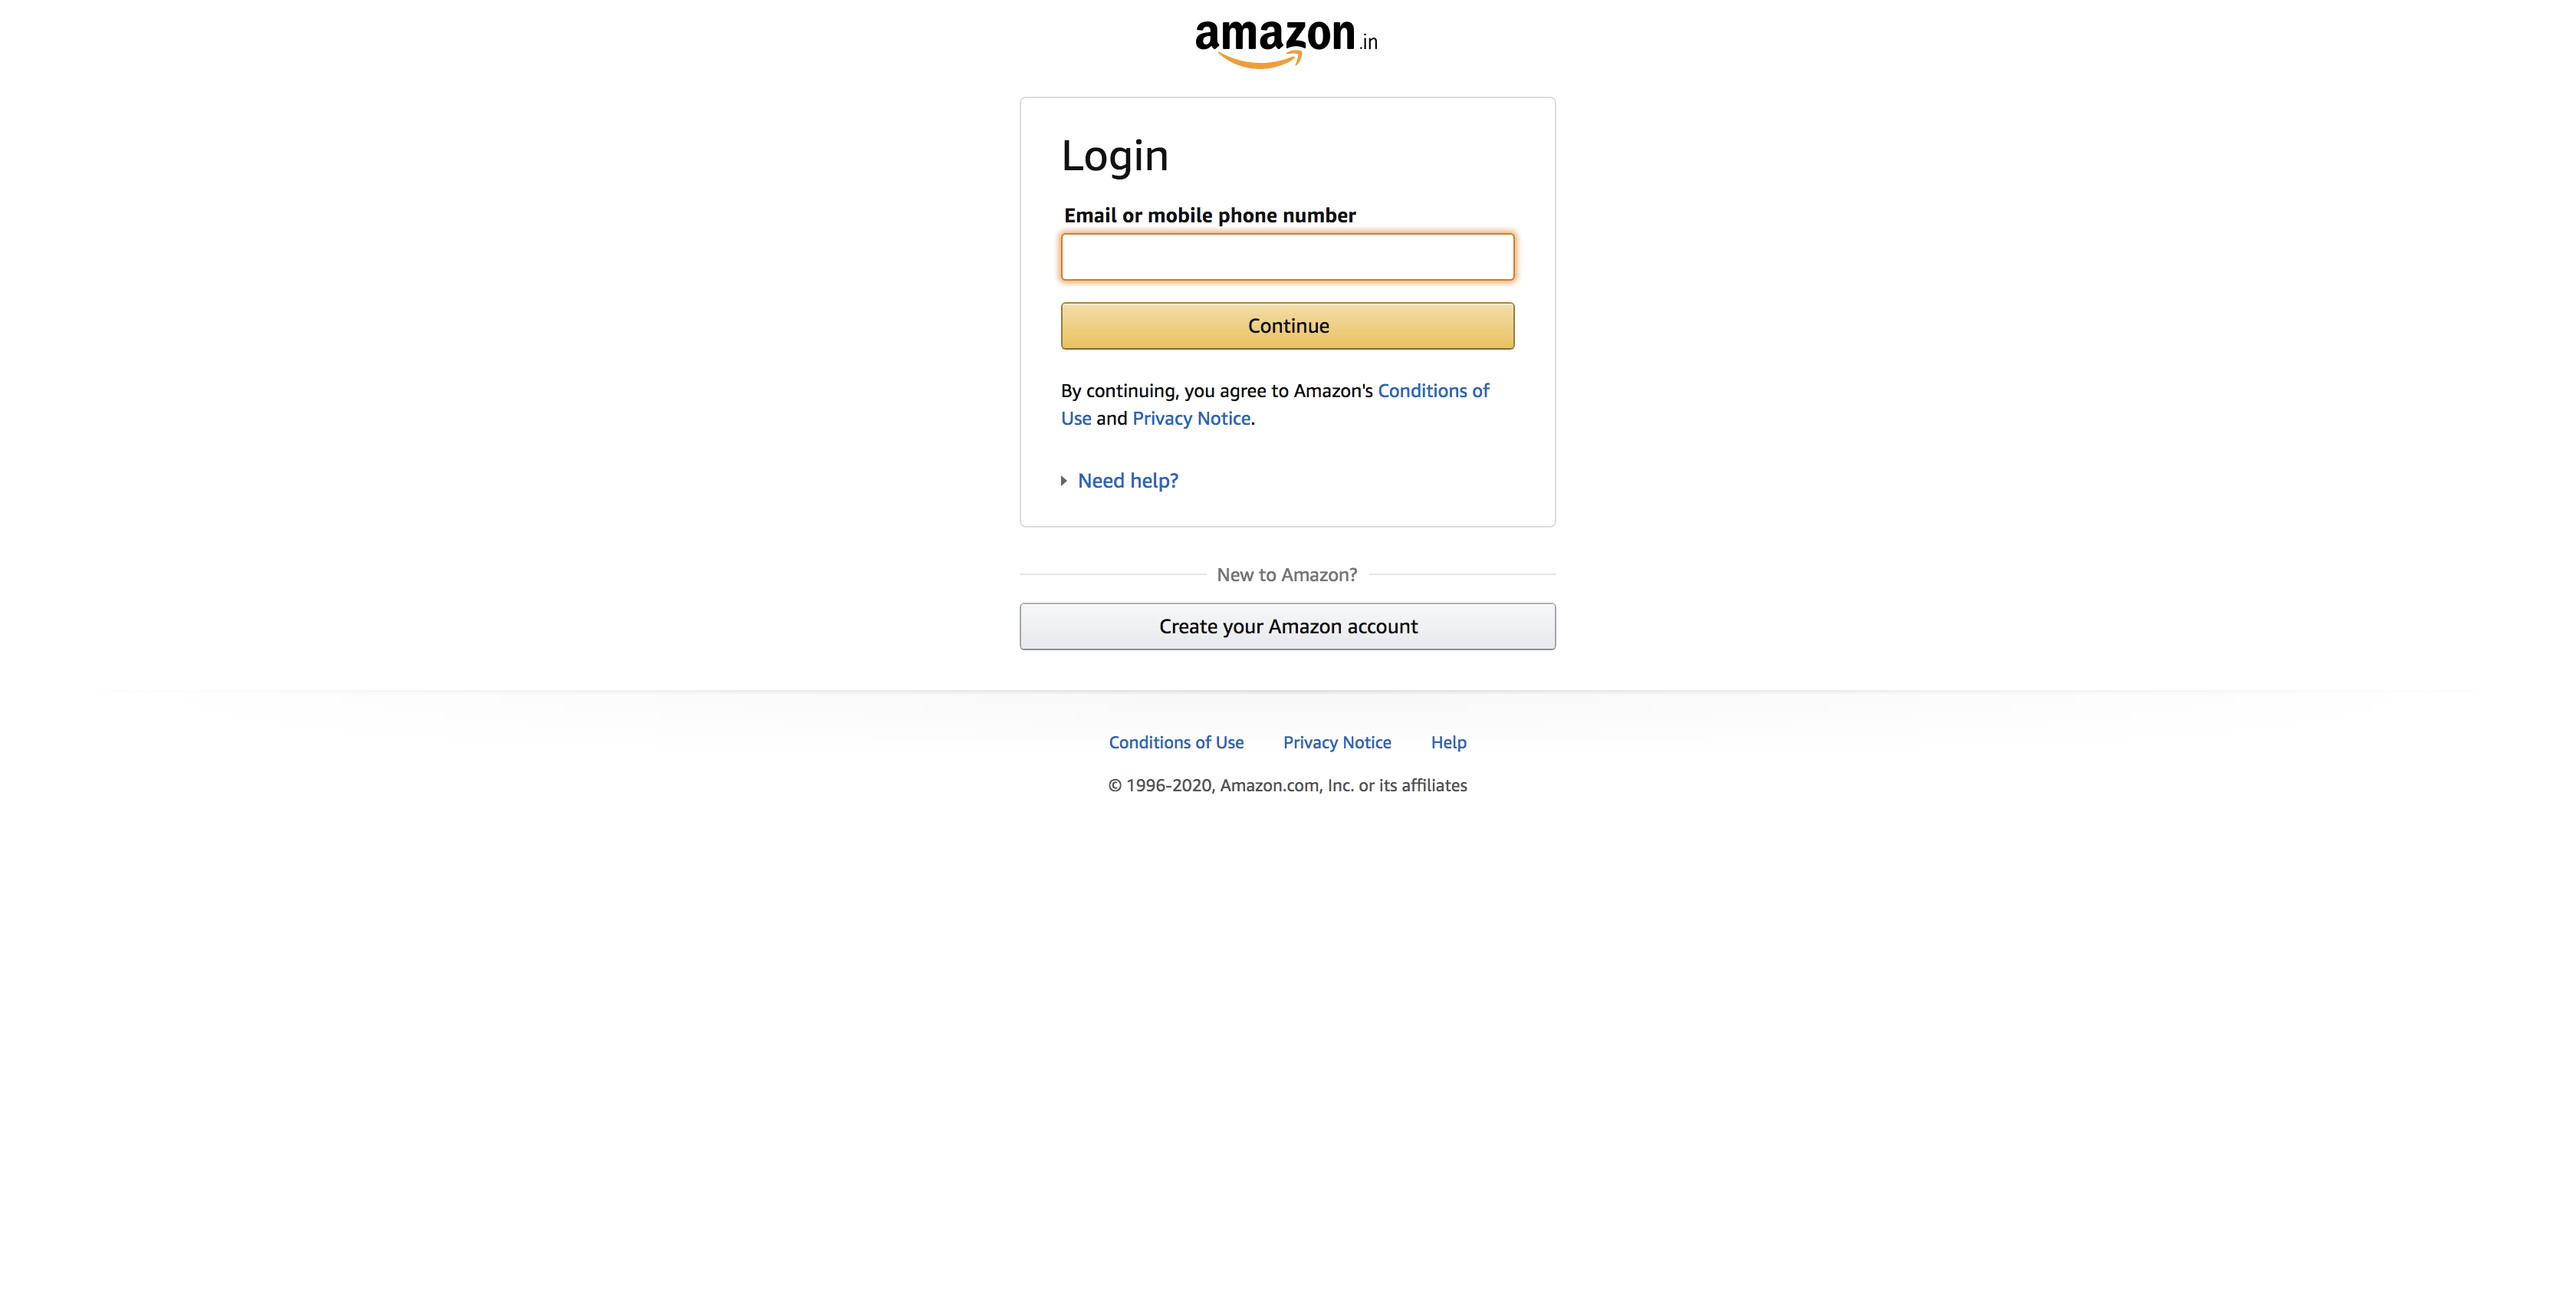 amazon.in
Login
Email or mobile phone number
Continue
By continuing, you agree to Amazon's Conditions of
Use and Privacy Notice.
Need help?
New to Amazon?
Create your Amazon account
Conditions of Use Privacy Notice Help
© 1996-2020, Amazon.com, Inc. or its affiliates